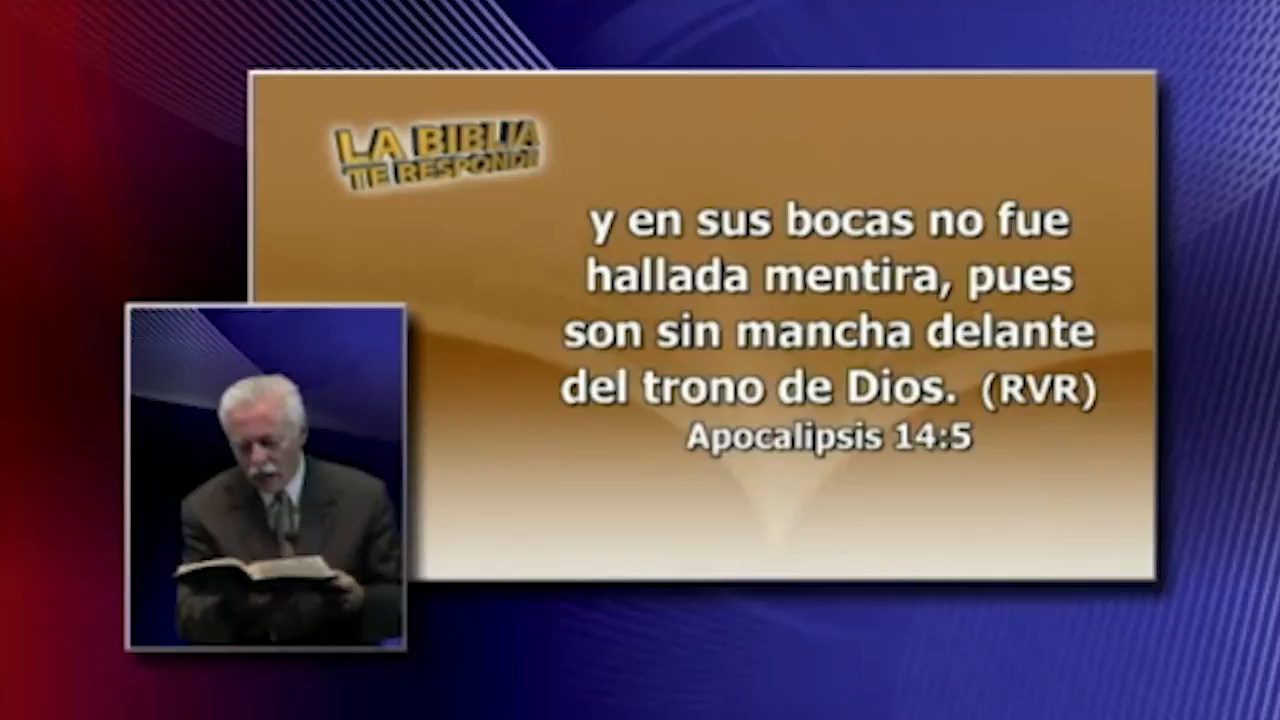 LA BIBLIA
TE RESPONDE
y en sus bocas no fue
hallada mentira, pues
son sin mancha delante
del trono de Dios. (RVR)
Apocalipsis 14:5